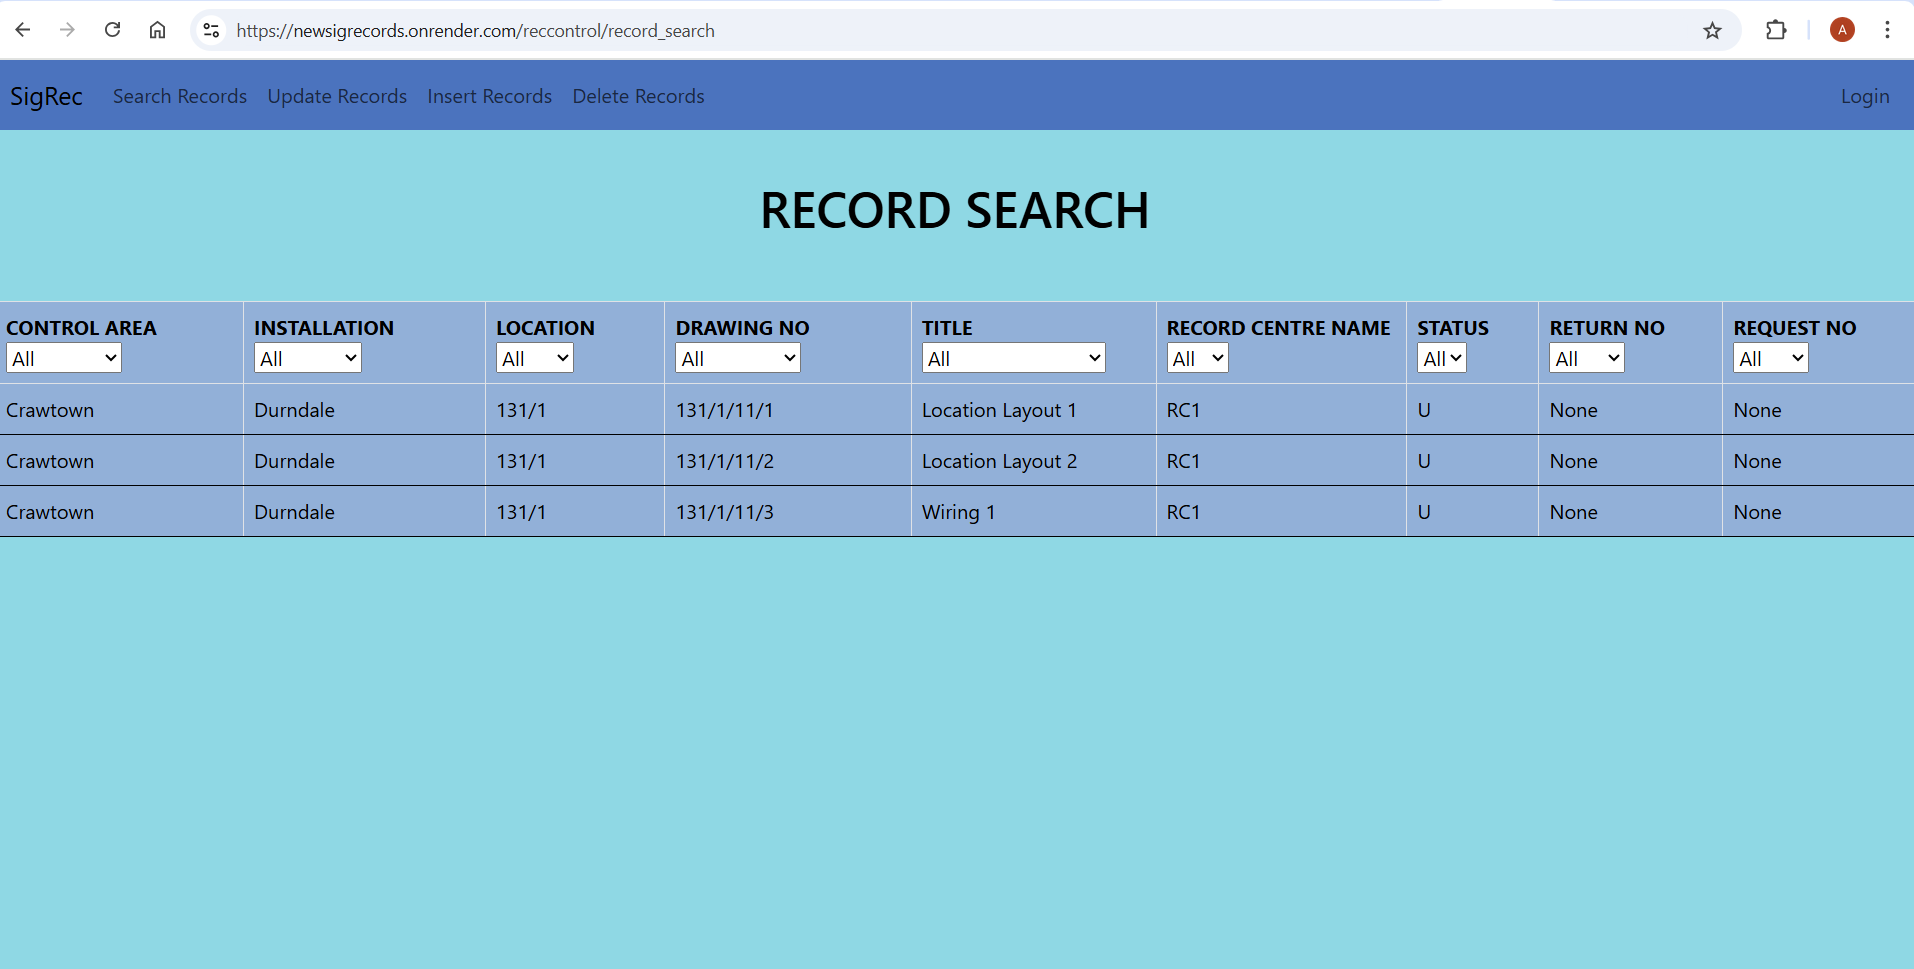 https://newsigrecords.onrender.com/reccontrol/record_search
A
SigRec Search Records Update Records Insert Records Delete Records Login
RECORD SEARCH
CONTROL AREA INSTALLATION LOCATION DRAWING NO TITLE RECORD CENTRE NAME STATUS RETURN NO REQUEST NO
All All All All All All All All All
Crawtown Durndale 131/1 131/1/11/1 Location Layout 1 RC1 U None None
Crawtown Durndale 131/1 131/1/11/2 Location Layout 2 RC1 U None None
Crawtown Durndale 131/1 131/1/11/3 Wiring 1 RC1 U None None